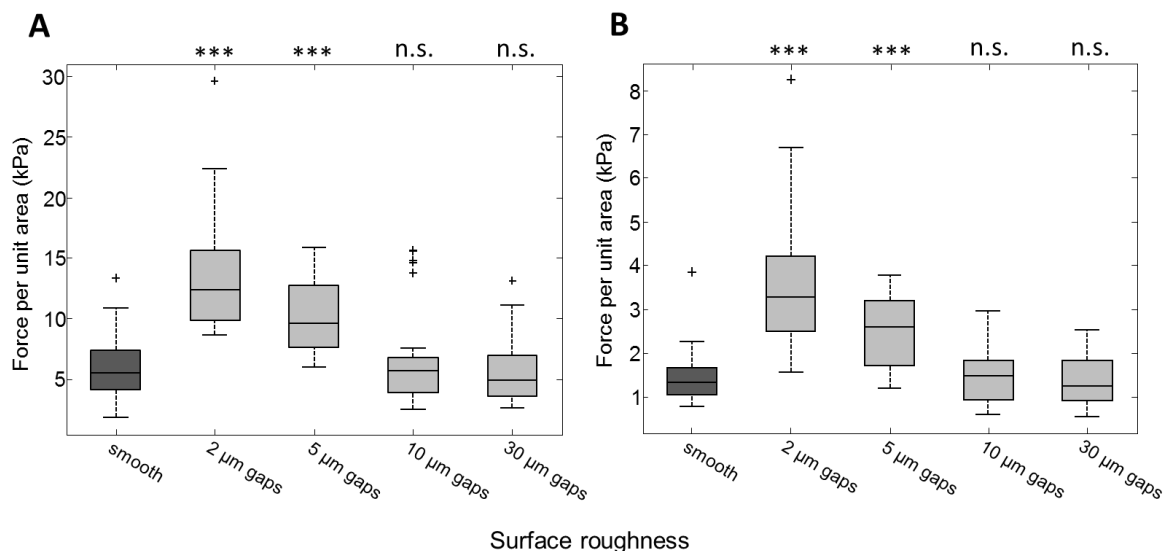 A
*** *** n.s. n.s.
Force per unit area (kPa)
30
25
20
15
10
5
smooth
2 µm gaps
5 µm gaps
10 µm gaps
30 µm gaps
B
*** *** n.s. n.s.
Force per unit area (kPa)
8
7
6
5
4
3
2
1
smooth
2 µm gaps
5 µm gaps
10 µm gaps
30 µm gaps
Surface roughness